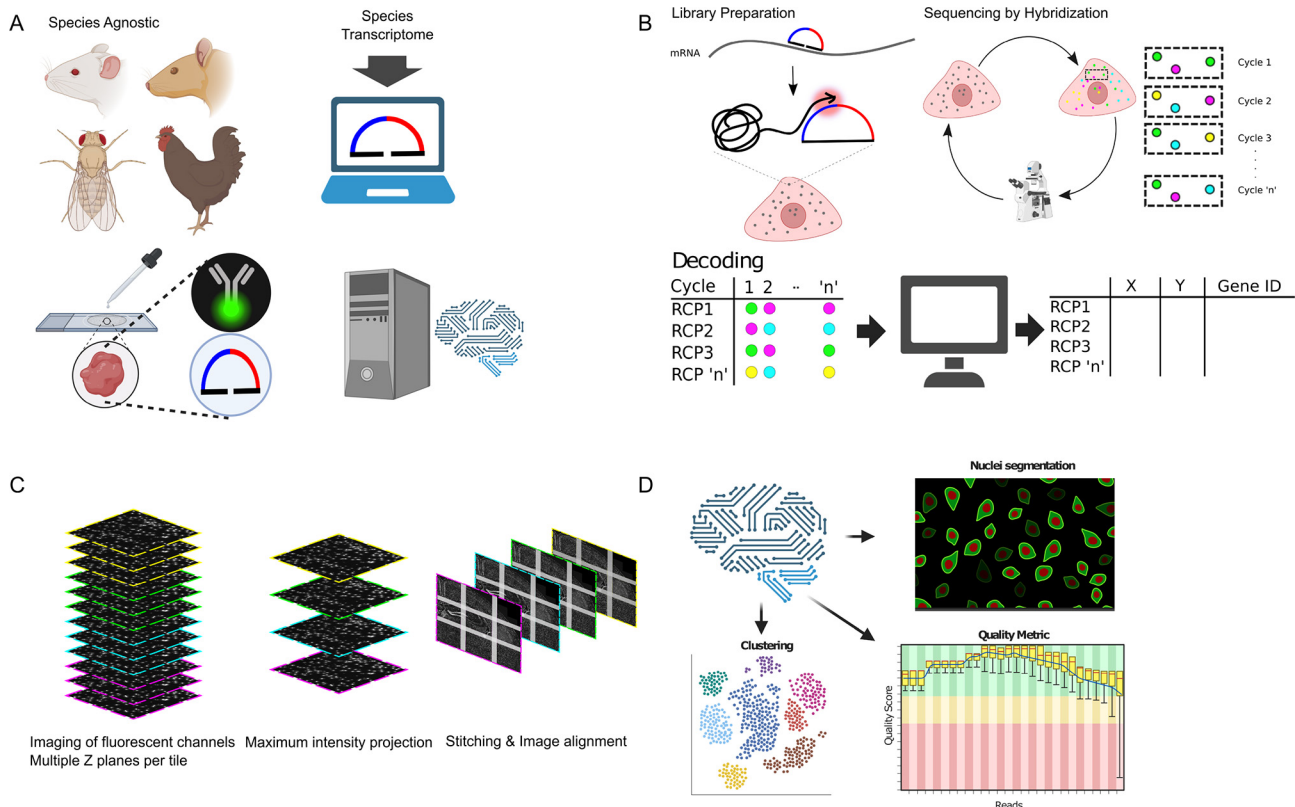 A
Species Agnostic
Species
Transcriptome
B
Library Preparation
mRNA
Sequencing by Hybridization
Cycle 1
Cycle 2
Cycle 3
Cycle 'n'
Decoding
Cycle 1 2 .. 'n'
RCP1
RCP2
RCP3
RCP 'n'
X Y Gene ID
RCP1
RCP2
RCP3
RCP 'n'
C
Imaging of fluorescent channels
Multiple Z planes per tile
Maximum intensity projection
Stitching & Image alignment
D
Nuclei segmentation
Clustering
Quality Metric
Quality Score
Reads